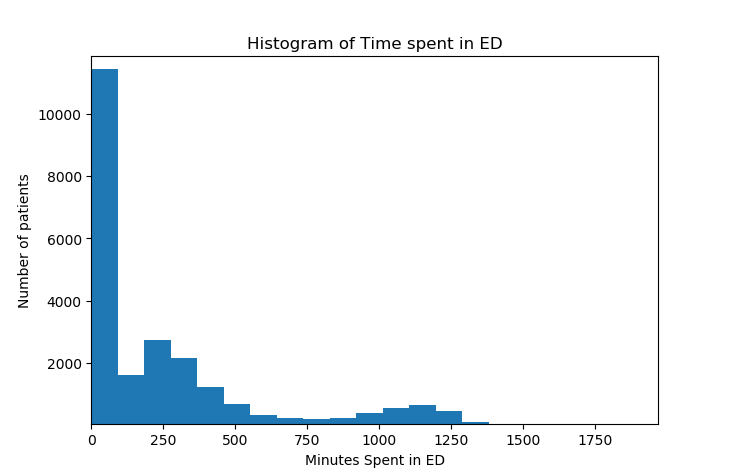 Histogram of Time spent in ED
Number of patients
10000
8000
6000
4000
2000
0 250 500 750 1000 1250 1500 1750
Minutes Spent in ED